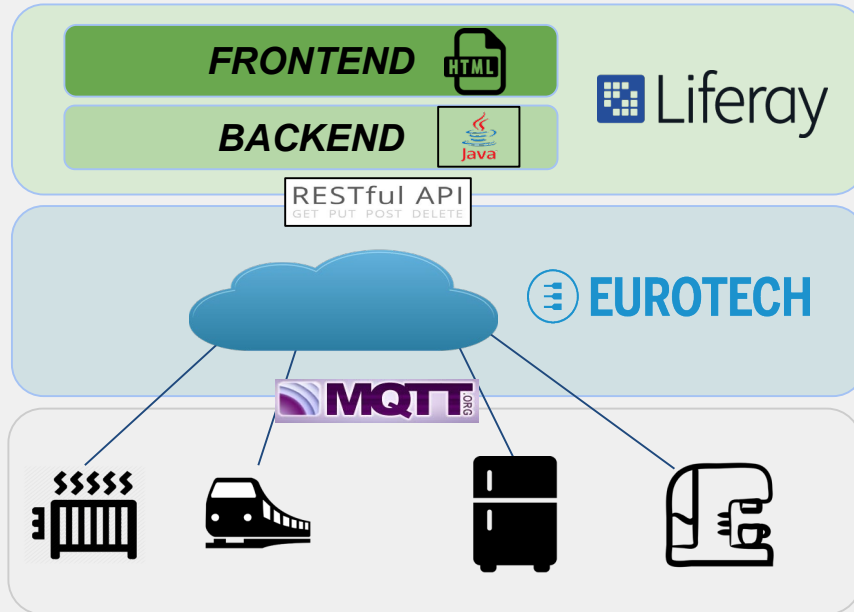 FRONTEND
HTML
Liferay
BACKEND
Java
RESTful API
GET PUT POST DELETE
EUROTECH
MQTT.ORG